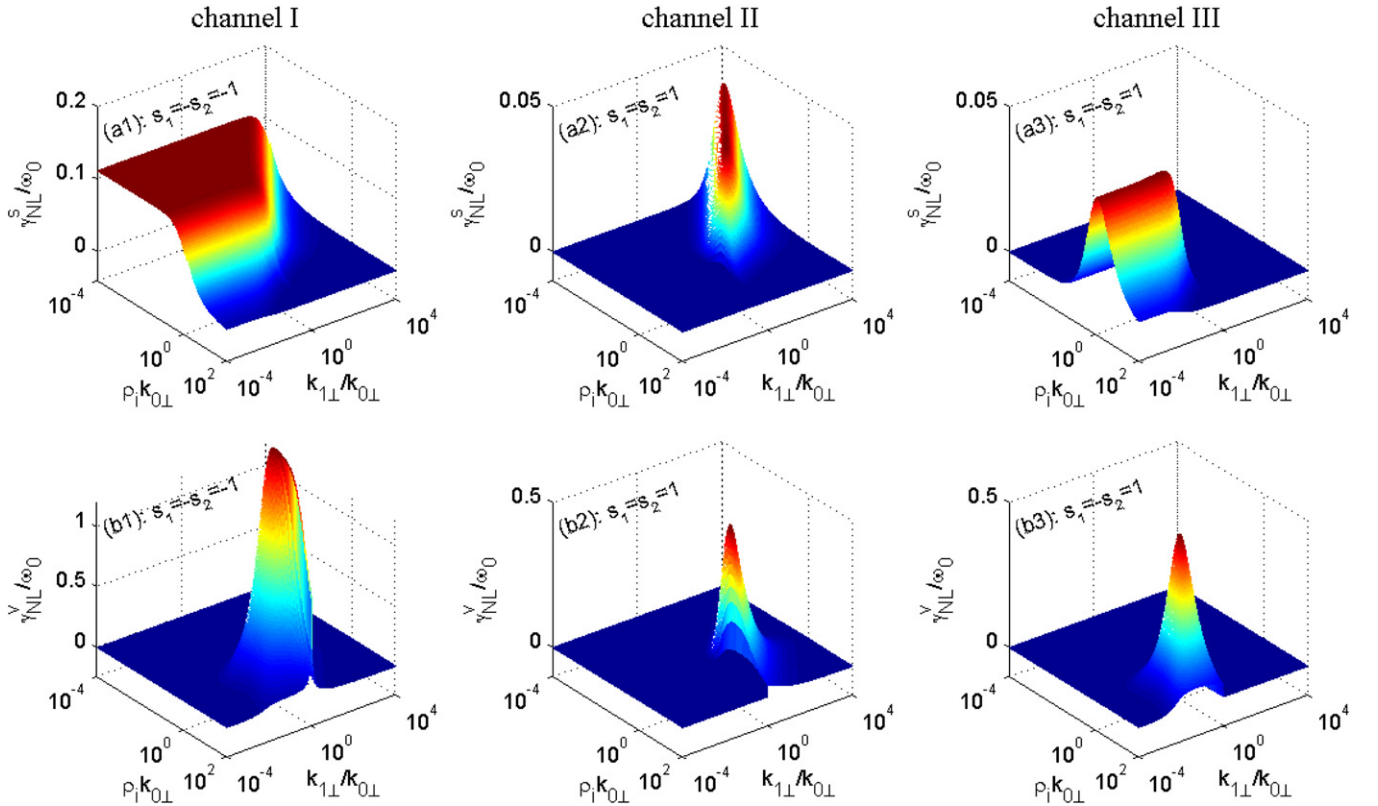 channel I
channel II
channel III
(a1): s₁=-s₂=-1
γˢ_NL/ω₀
0.2
0.1
0
10⁻⁴
10⁰
10²
ρᵢk₀⊥
10⁻⁴
10⁰
10⁴
k₁⊥/k₀⊥
(a2): s₁=s₂=1
γˢ_NL/ω₀
0.05
0
10⁻⁴
10⁰
10²
ρᵢk₀⊥
10⁻⁴
10⁰
10⁴
k₁⊥/k₀⊥
(a3): s₁=-s₂=1
γˢ_NL/ω₀
0.05
0
10⁻⁴
10⁰
10²
ρᵢk₀⊥
10⁻⁴
10⁰
10⁴
k₁⊥/k₀⊥
(b1): s₁=-s₂=-1
γᵛ_NL/ω₀
1
0.5
0
10⁻⁴
10⁰
10²
ρᵢk₀⊥
10⁻⁴
10⁰
10⁴
k₁⊥/k₀⊥
(b2): s₁=s₂=1
γᵛ_NL/ω₀
0.5
0
10⁻⁴
10⁰
10²
ρᵢk₀⊥
10⁻⁴
10⁰
10⁴
k₁⊥/k₀⊥
(b3): s₁=-s₂=1
γᵛ_NL/ω₀
0.5
0
10⁻⁴
10⁰
10²
ρᵢk₀⊥
10⁻⁴
10⁰
10⁴
k₁⊥/k₀⊥